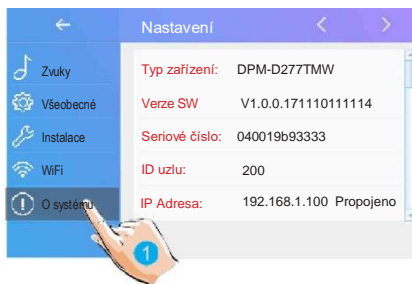 Nastavení
Zvuky
Všeobecné
Instalace
WiFi
O systému
Typ zařízení: DPM-D277TMW
Verze SW V1.0.0.171110111114
Seriové číslo: 040019b93333
ID uzlu: 200
IP Adresa: 192.168.1.100 Propojeno
1